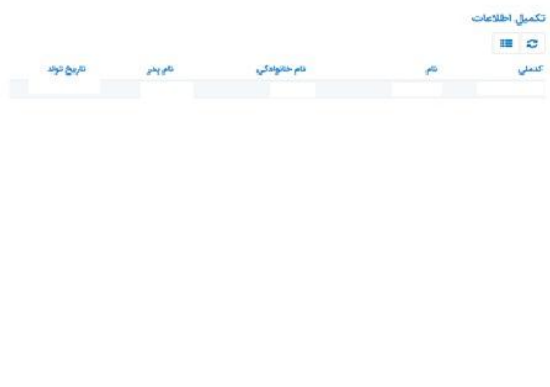 تکمیل اطلاعات
کدملی نام نام خانوادگی نام پدر تاریخ تولد